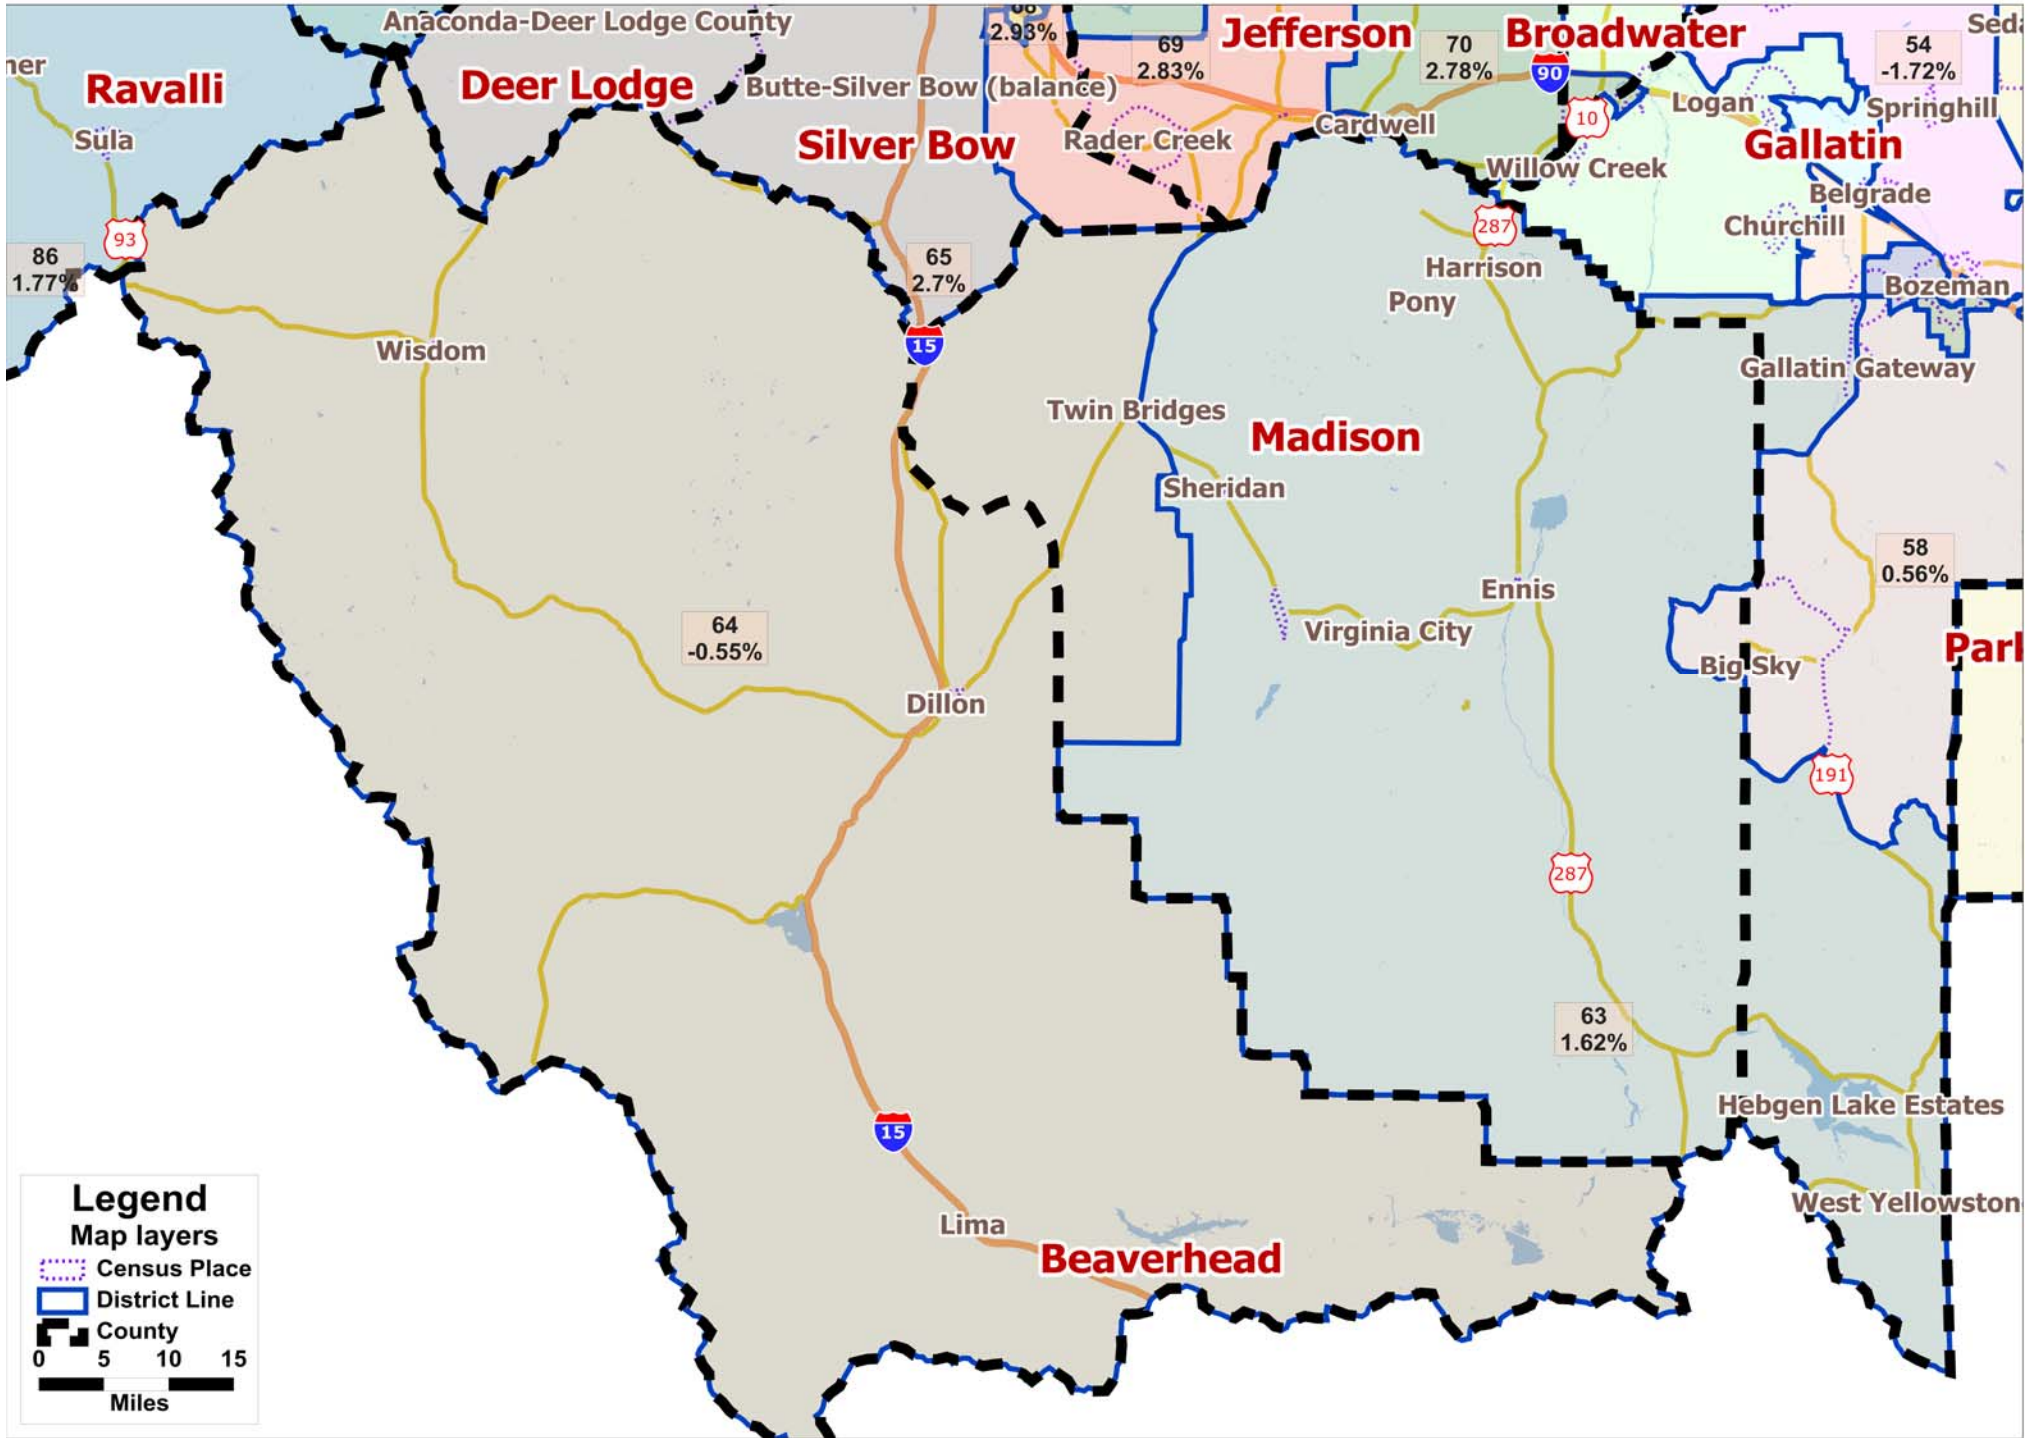 Anaconda-Deer Lodge County
68
2.93%
69
2.83%
Jefferson
70
2.78%
Broadwater
54
-1.72%
ner
Ravalli
Deer Lodge
Butte-Silver Bow (balance)
90
Logan
Springhill
Sula
Silver Bow
Rader Creek
Cardwell
10
Gallatin
Willow Creek
Belgrade
93
287
Churchill
86
1.77%
65
2.7%
Harrison
Pony
Bozeman
15
Wisdom
Gallatin Gateway
Twin Bridges
Madison
Sheridan
58
0.56%
Ennis
64
-0.55%
Virginia City
Big Sky
Dillon
191
287
63
1.62%
Hebgen Lake Estates
15
West Yellowston
Lima
Beaverhead
Legend
Map layers
Census Place
District Line
County
0 5 10 15
Miles